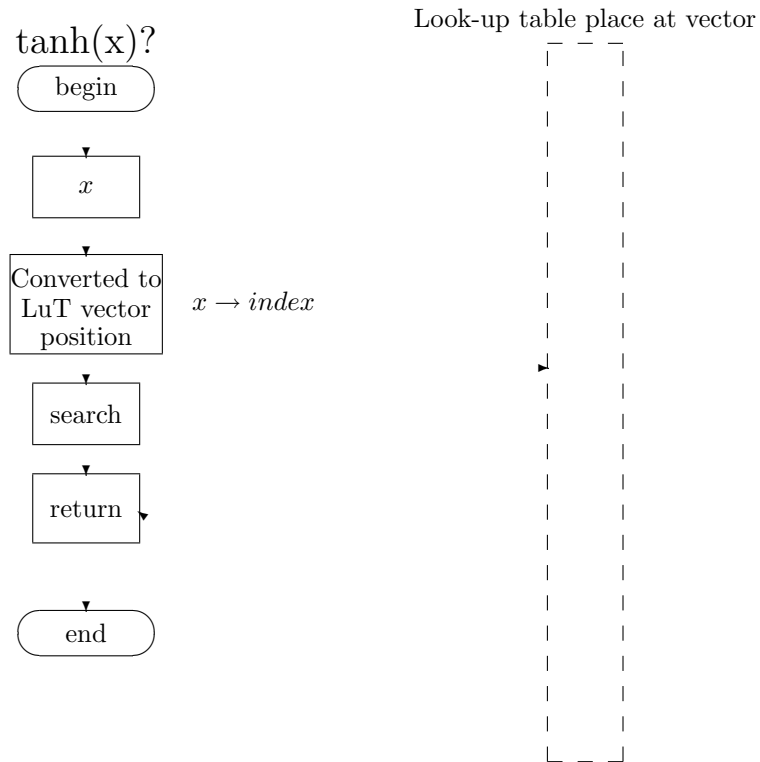 Look-up table place at vector
tanh(x)?
begin
x
Converted to
LuT vector
position
x → index
search
return
end